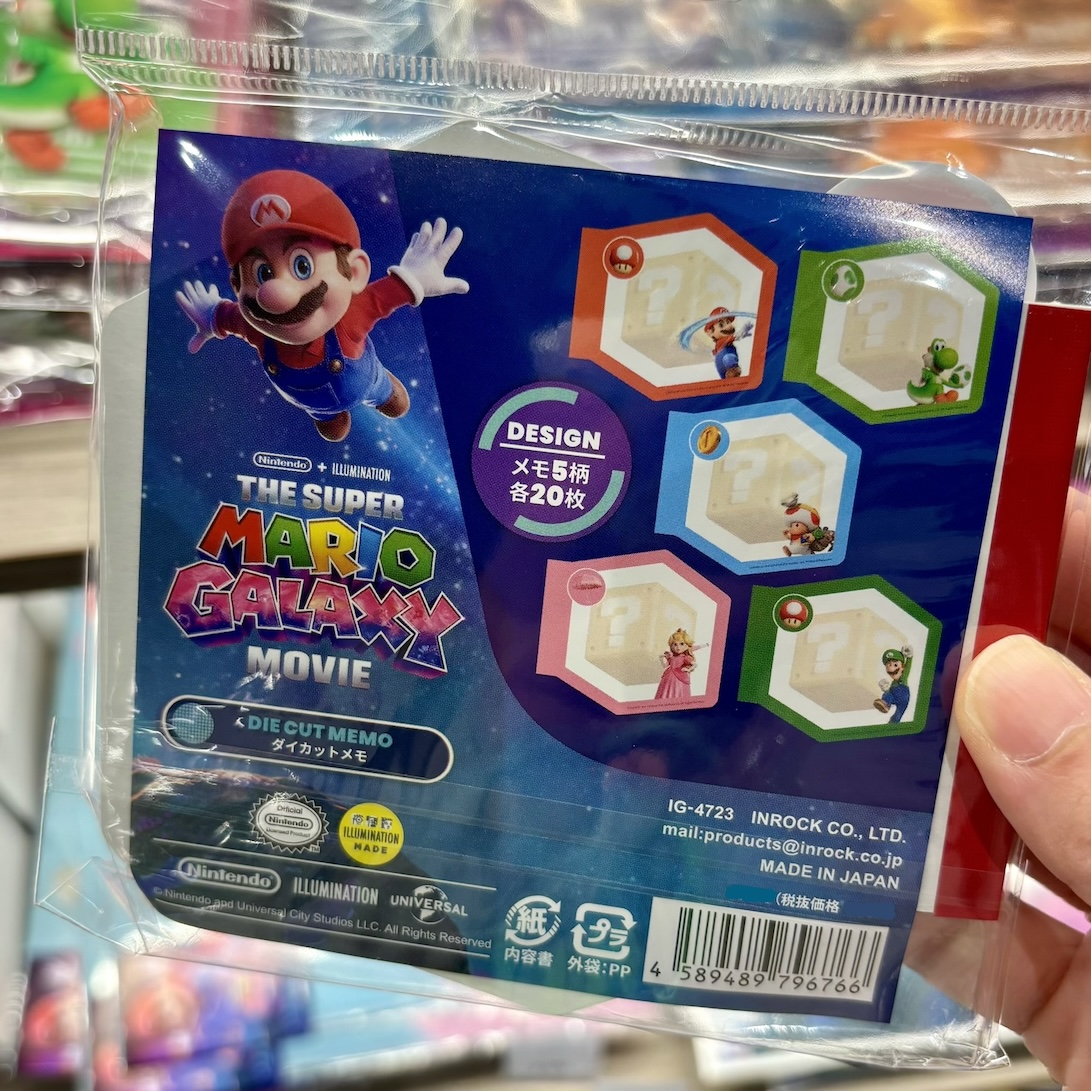 Nintendo + ILLUMINATION
THE SUPER
MARIO
GALAXY
MOVIE
DIE CUT MEMO
ダイカットメモ
DESIGN
メモ5柄
各20枚
Official
Nintendo
Licensed Product
TM
ILLUMINATION
MADE
Nintendo
ILLUMINATION
UNIVERSAL
© Nintendo and Universal City Studios LLC. All Rights Reserved
IG-4723 INROCK CO., LTD.
mail:products@inrock.co.jp
MADE IN JAPAN
(税抜価格
紙
内容書
プラ
外袋:PP
4 589489 796766